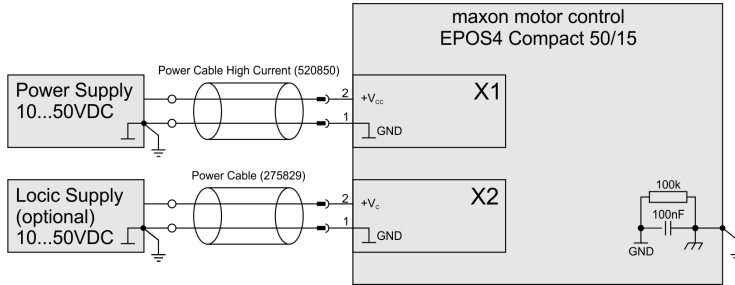 maxon motor control
EPOS4 Compact 50/15
Power Cable High Current (520850)
Power Supply
10...50VDC
2
+Vcc
X1
1
GND
Power Cable (275829)
Locic Supply
(optional)
10...50VDC
2
+Vc
X2
1
GND
100k
100nF
GND